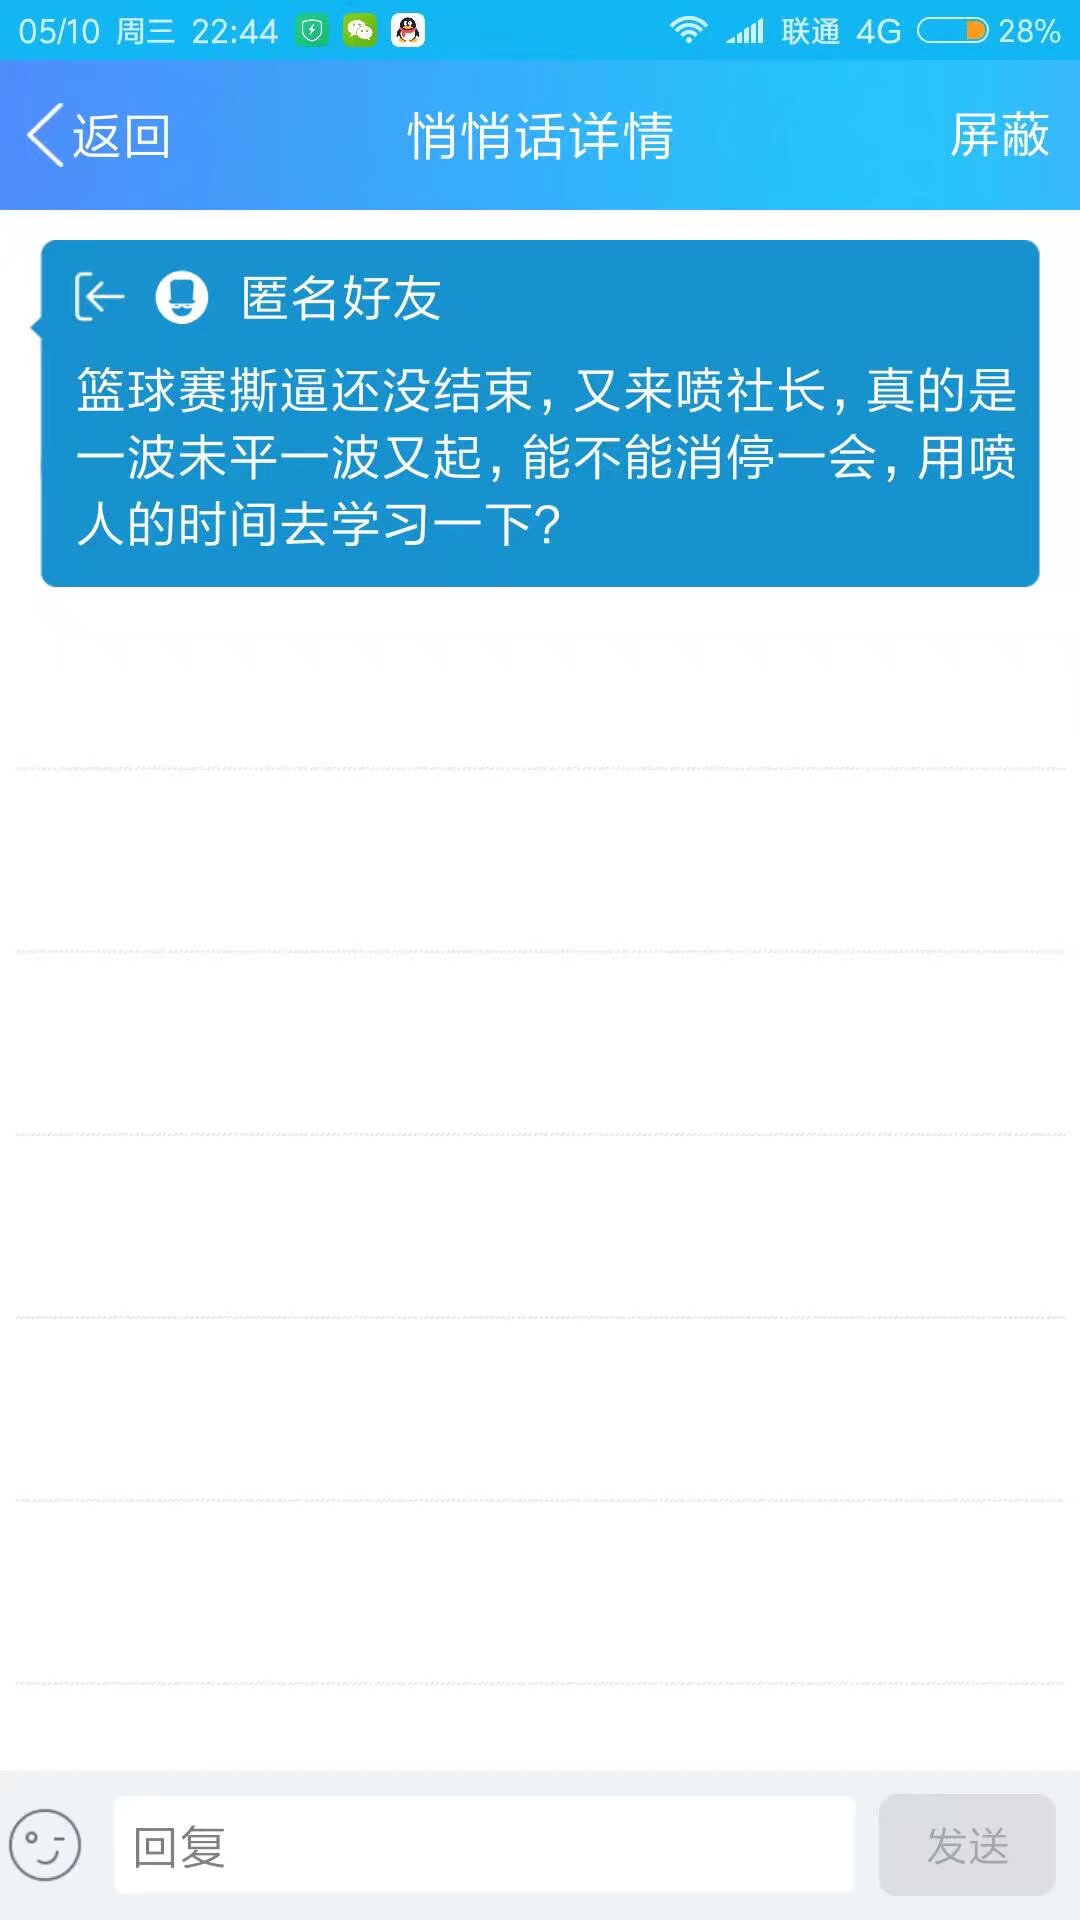 05/10 周三 22:44 联通 4G 28%
返回 悄悄话详情 屏蔽
匿名好友
篮球赛撕逼还没结束，又来喷社长，真的是
一波未平一波又起，能不能消停一会，用喷
人的时间去学习一下？
回复 发送